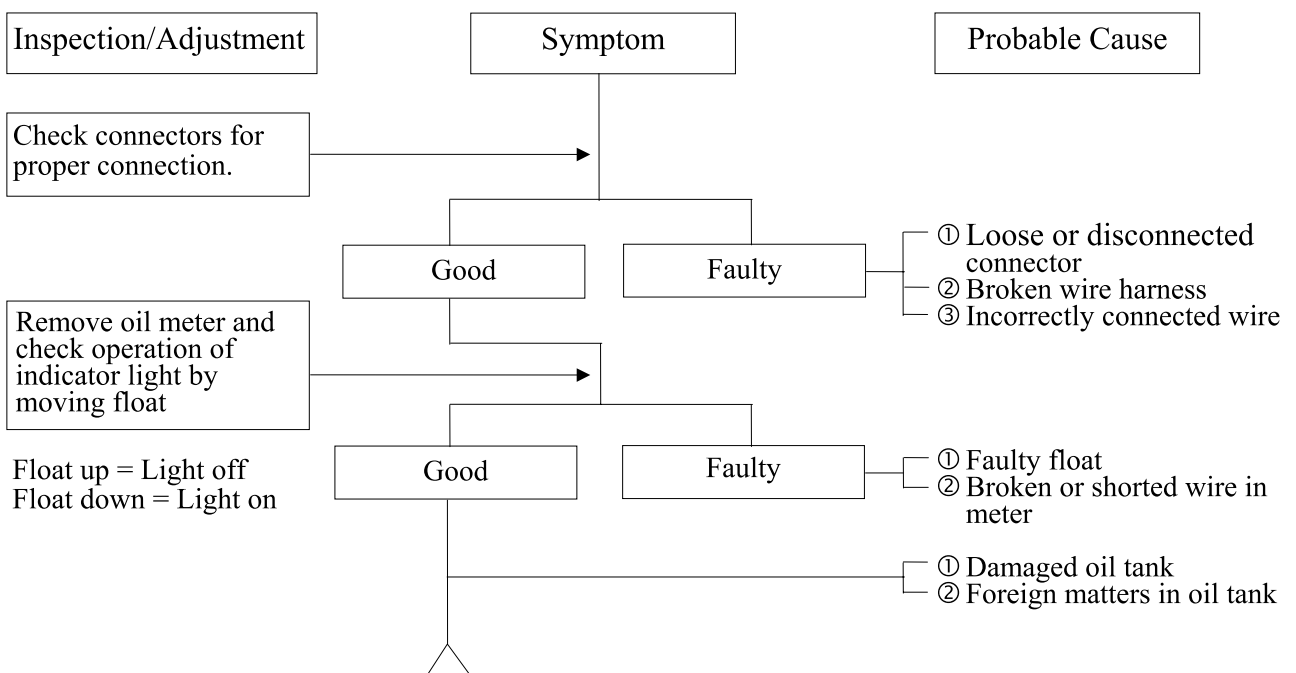 Inspection/Adjustment
Symptom
Probable Cause
Check connectors for
proper connection.
Good
Faulty
① Loose or disconnected
connector
② Broken wire harness
③ Incorrectly connected wire
Remove oil meter and
check operation of
indicator light by
moving float
Float up = Light off
Float down = Light on
Good
Faulty
① Faulty float
② Broken or shorted wire in
meter
① Damaged oil tank
② Foreign matters in oil tank